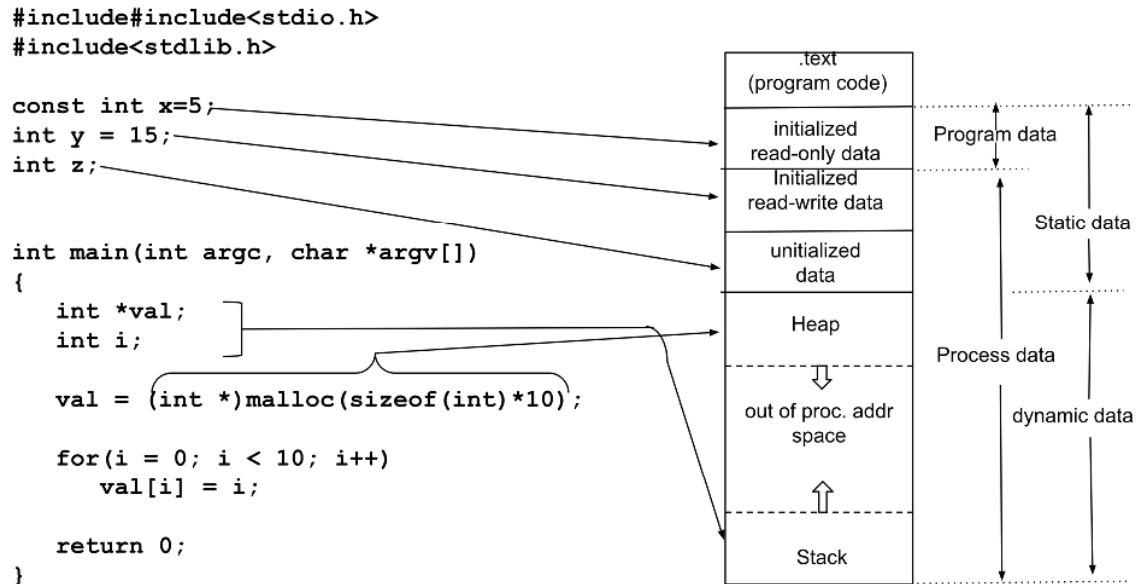 #include#include<stdio.h>
#include<stdlib.h>
const int x=5;
int y = 15;
int z;
int main(int argc, char *argv[])
{
int *val;
int i;
val = (int *)malloc(sizeof(int)*10);
for(i = 0; i < 10; i++)
val[i] = i;
return 0;
}
.text
(program code)
initialized
read-only data
Initialized
read-write data
unitialized
data
Heap
out of proc. addr
space
Stack
Program data
Static data
Process data
dynamic data